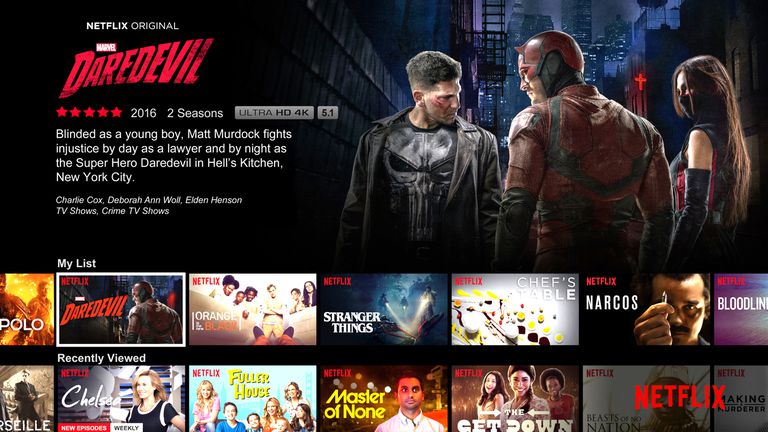 NETFLIX ORIGINAL
MARVEL
DAREDEVIL
2016 2 Seasons ULTRA HD 4K 5.1
Blinded as a young boy, Matt Murdock fights
injustice by day as a lawyer and by night as
the Super Hero Daredevil in Hell's Kitchen,
New York City.
Charlie Cox, Deborah Ann Woll, Elden Henson
TV Shows, Crime TV Shows
My List
POLO
NETFLIX
MARVEL
DAREDEVIL
NETFLIX
ORANGE
IS THE NEW
BLACK
NETFLIX
STRANGER
THINGS
NETFLIX
CHEF'S
TABLE
NETFLIX
NARCOS
NETFLIX
BLOODLIN
Recently Viewed
RSEILLE
NETFLIX
Chelsea
NEW EPISODES WEEKLY
NETFLIX
FULLER
HOUSE
NETFLIX
Master
of None
NETFLIX
THE
GET DOWN
NETFLIX
BEASTS OF NO
NATION
NETFLIX
MAKING
MURDERER
NETFLIX